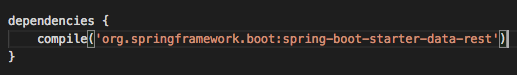 dependencies {
    compile('org.springframework.boot:spring-boot-starter-data-rest')
}